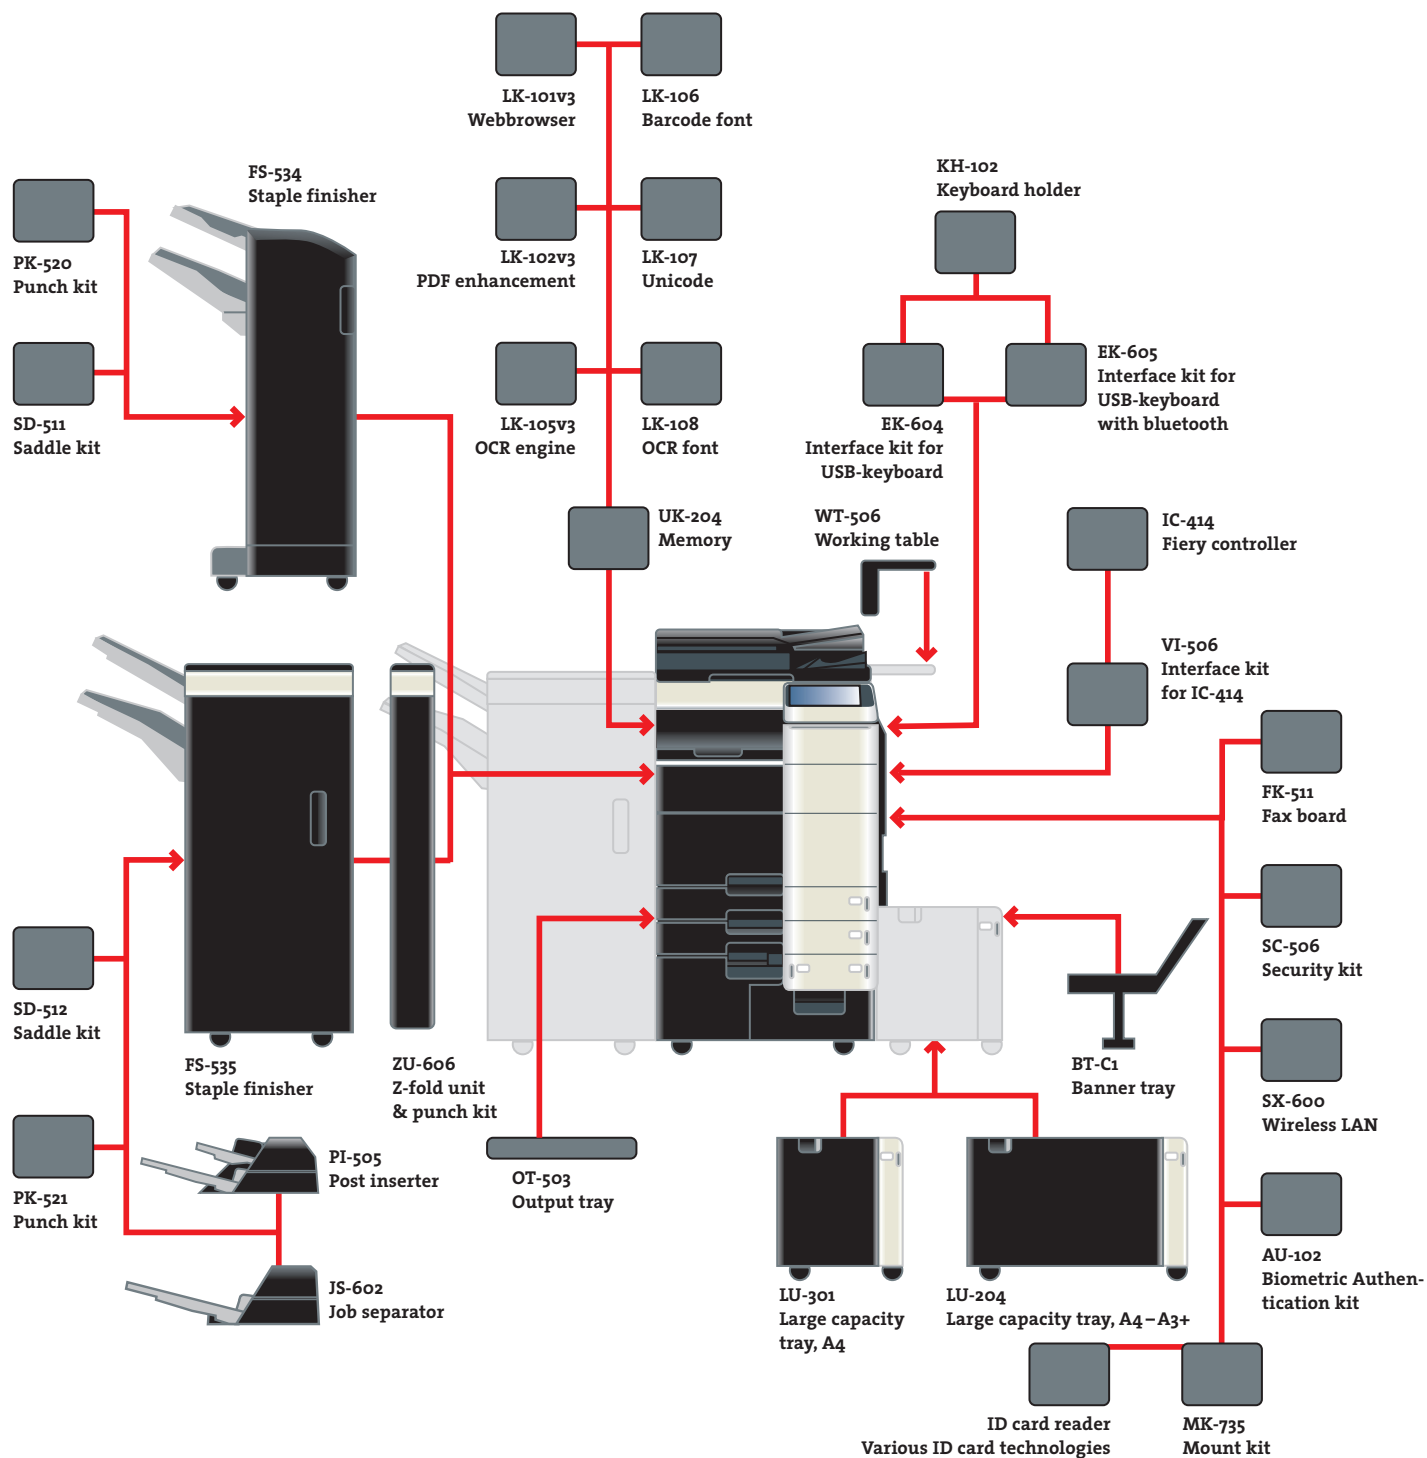 LK-101v3
Webbrowser
LK-106
Barcode font
FS-534
Staple finisher
KH-102
Keyboard holder
PK-520
Punch kit
LK-102v3
PDF enhancement
LK-107
Unicode
SD-511
Saddle kit
LK-105v3
OCR engine
LK-108
OCR font
EK-604
Interface kit for
USB-keyboard
EK-605
Interface kit for
USB-keyboard
with bluetooth
UK-204
Memory
WT-506
Working table
IC-414
Fiery controller
VI-506
Interface kit
for IC-414
FK-511
Fax board
SC-506
Security kit
SD-512
Saddle kit
FS-535
Staple finisher
ZU-606
Z-fold unit
& punch kit
BT-C1
Banner tray
SX-600
Wireless LAN
PK-521
Punch kit
PI-505
Post inserter
OT-503
Output tray
AU-102
Biometric Authen-
tication kit
JS-602
Job separator
LU-301
Large capacity
tray, A4
LU-204
Large capacity tray, A4–A3+
ID card reader
Various ID card technologies
MK-735
Mount kit